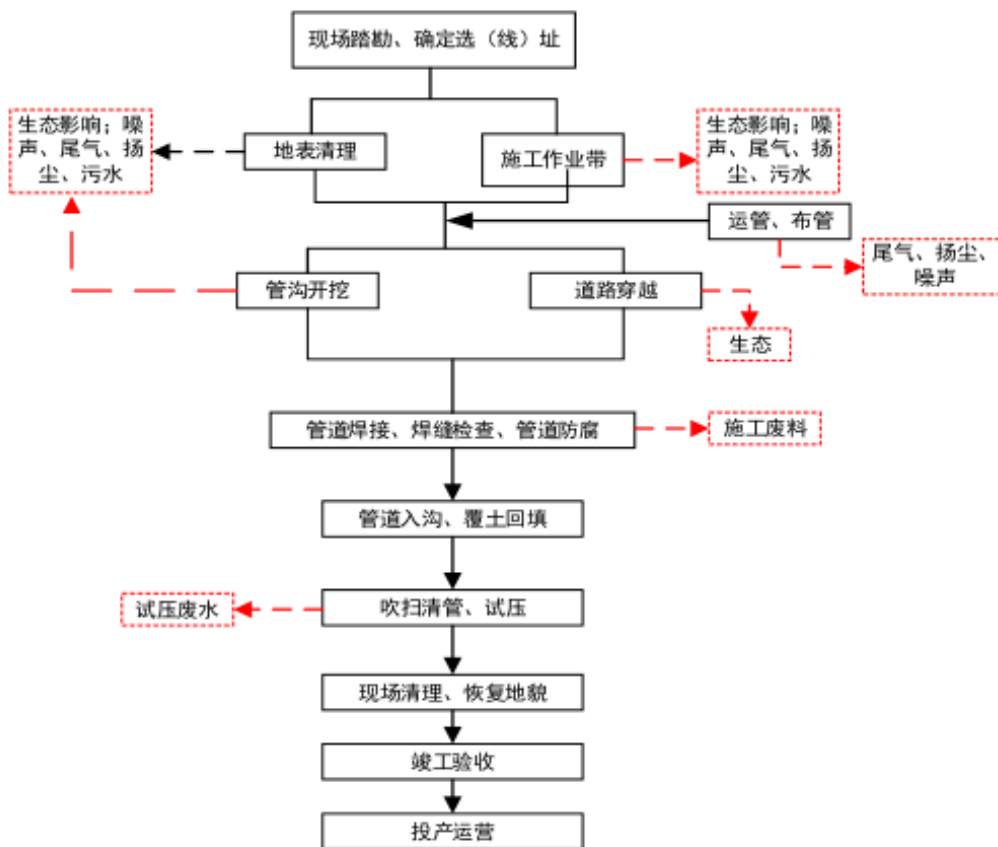 现场踏勘、确定选（线）址
生态影响；噪
声、尾气、扬
尘、污水
地表清理
施工作业带
生态影响；噪
声、尾气、扬
尘、污水
运管、布管
尾气、扬尘、
噪声
管沟开挖
道路穿越
生态
管道焊接、焊缝检查、管道防腐
施工废料
管道入沟、覆土回填
试压废水
吹扫清管、试压
现场清理、恢复地貌
竣工验收
投产运营